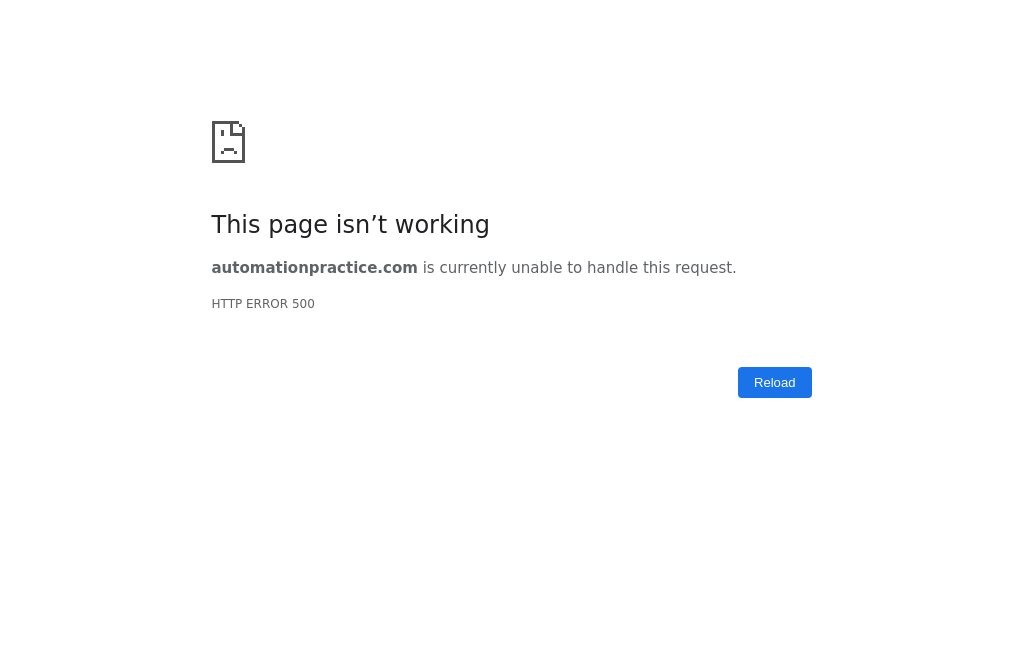 This page isn’t working
automationpractice.com is currently unable to handle this request.
HTTP ERROR 500
Reload